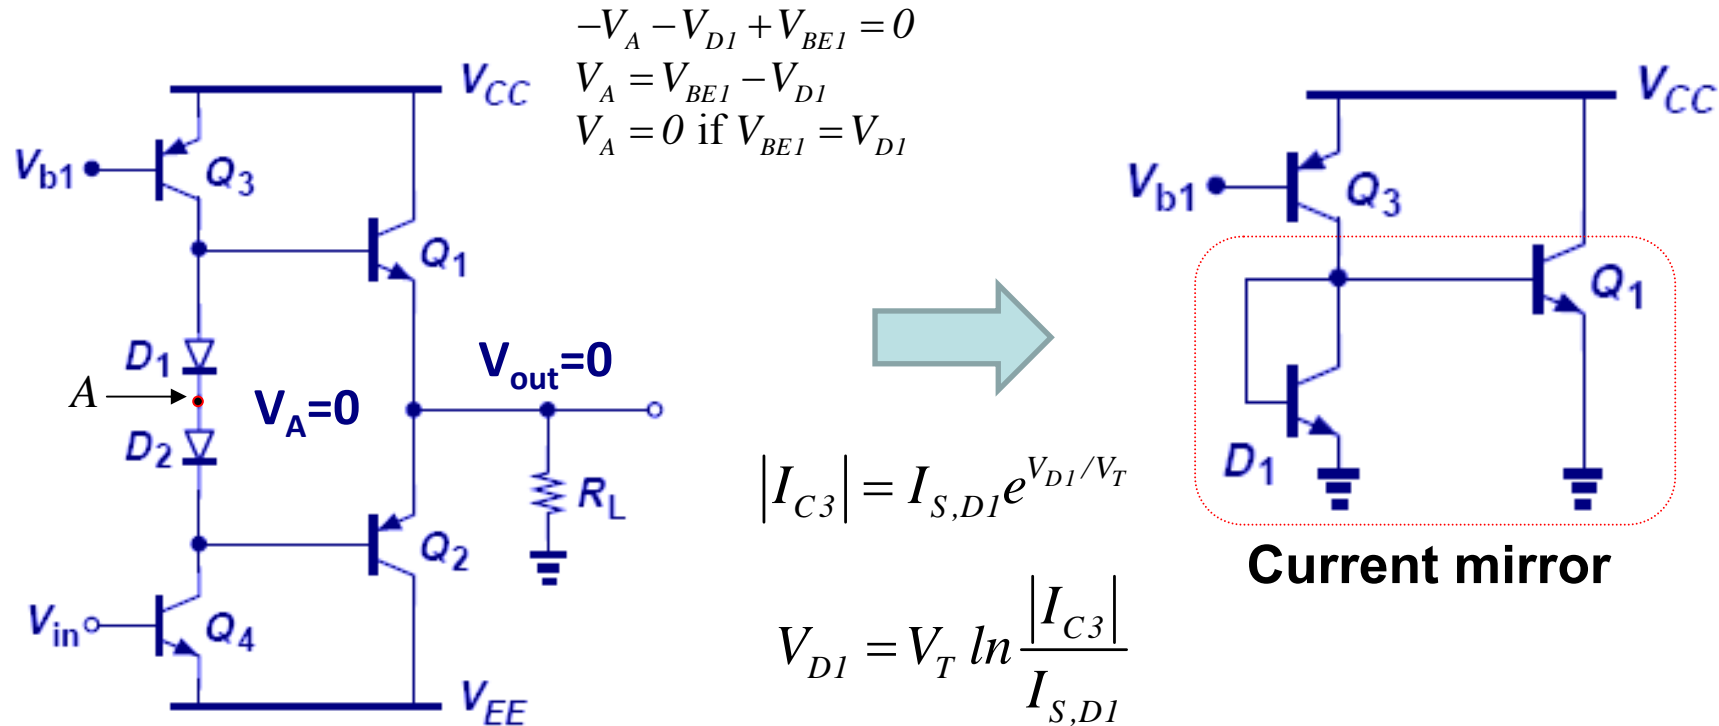 −V_A − V_D1 + V_BE1 = 0
V_A = V_BE1 − V_D1
V_A = 0 if V_BE1 = V_D1
V_CC
V_b1
Q_3
Q_1
D_1
A
V_A=0
V_out=0
D_2
R_L
Q_2
V_in
Q_4
V_EE
|I_C3| = I_S,D1 e^(V_D1/V_T)
V_D1 = V_T ln |I_C3| / I_S,D1
V_CC
V_b1
Q_3
Q_1
D_1
Current mirror